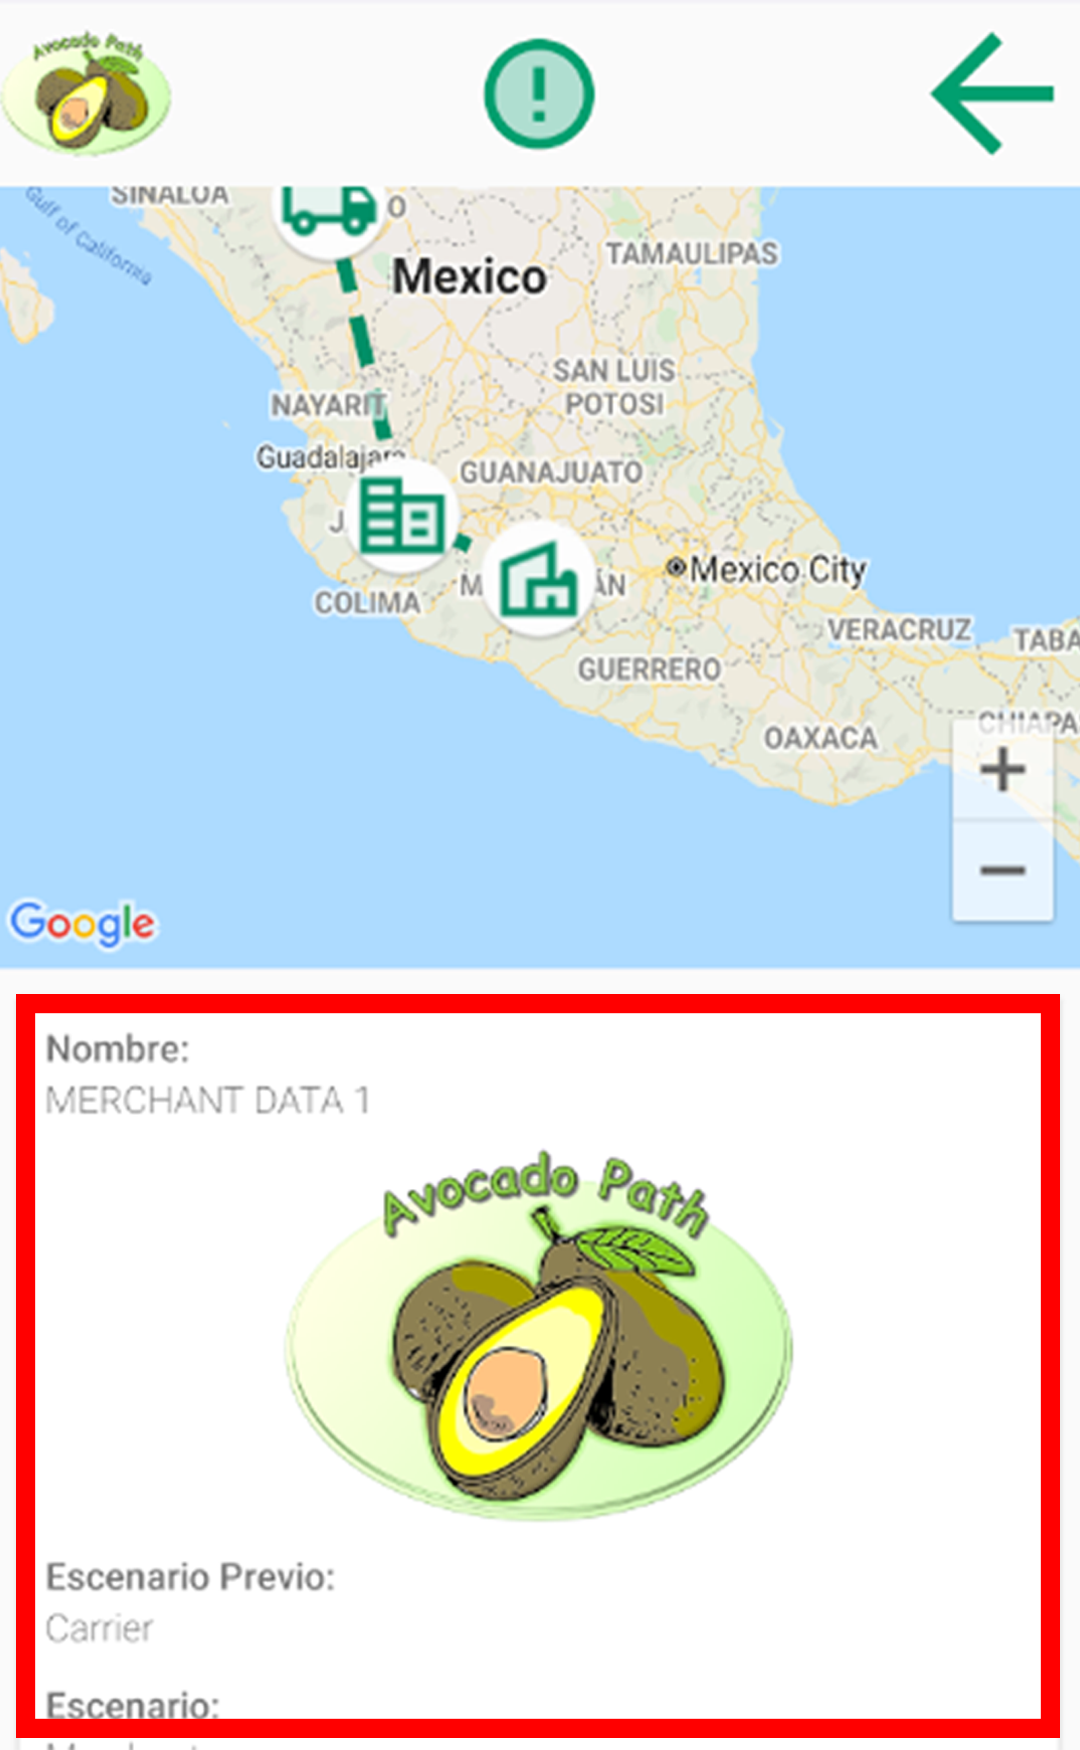 Avocado Path
SINALOA
Gulf of California
O
TAMAULIPAS
Mexico
SAN LUIS
POTOSI
NAYARIT
Guadalajara
GUANAJUATO
J
Mexico City
M
ÁN
COLIMA
VERACRUZ
TABA
GUERRERO
CHIAPA
OAXACA
+
−
Google
Nombre:
MERCHANT DATA 1
Avocado Path
Escenario Previo:
Carrier
Escenario: